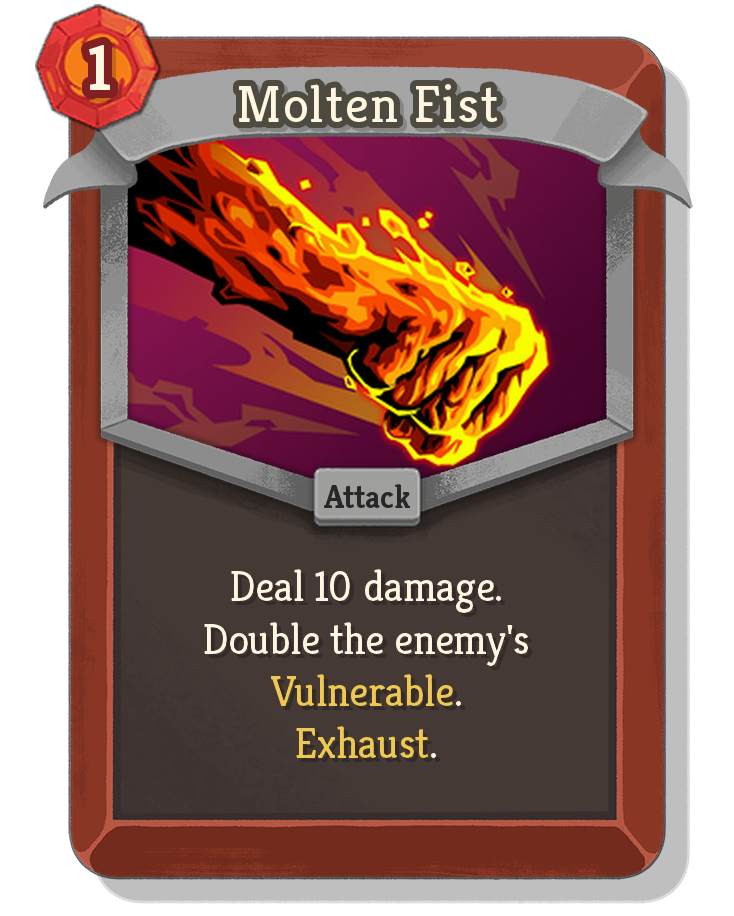 1
Molten Fist
Attack
Deal 10 damage.
Double the enemy's
Vulnerable.
Exhaust.